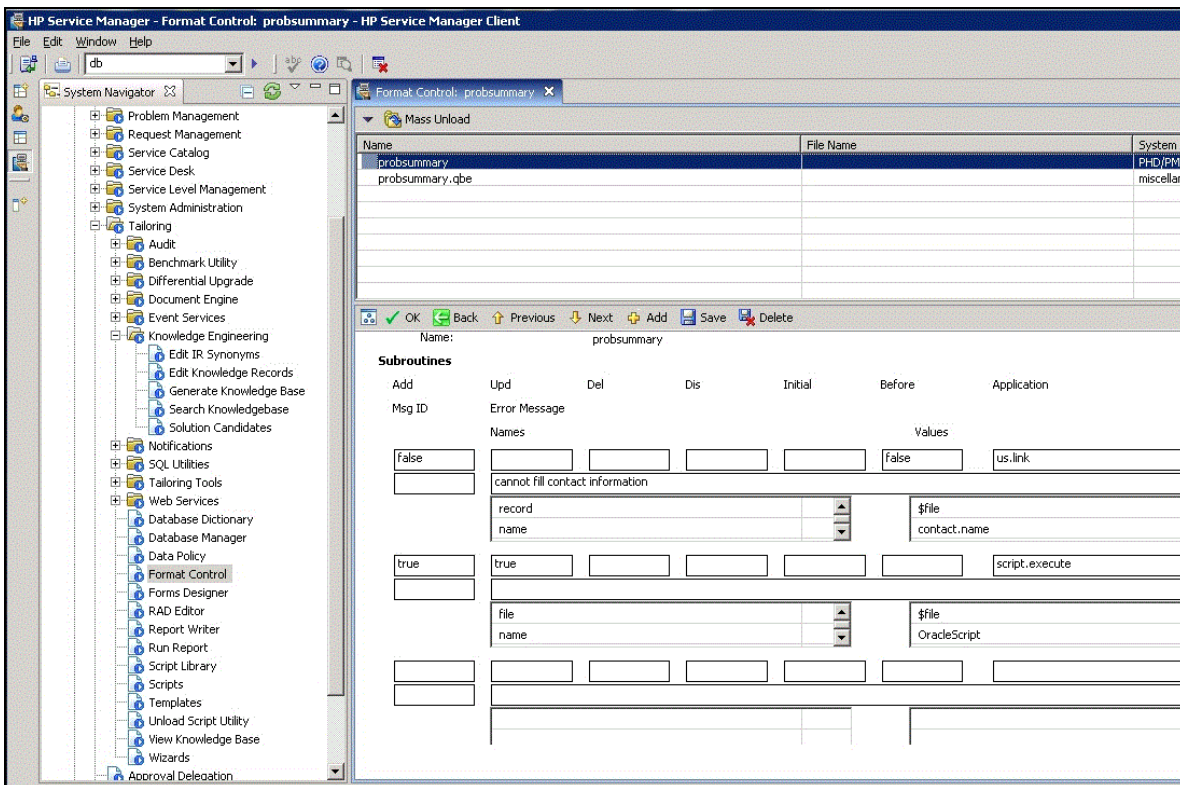 HP Service Manager - Format Control: probsummary - HP Service Manager Client
File Edit Window Help
db
System Navigator
Problem Management
Request Management
Service Catalog
Service Desk
Service Level Management
System Administration
Tailoring
Audit
Benchmark Utility
Differential Upgrade
Document Engine
Event Services
Knowledge Engineering
Edit IR Synonyms
Edit Knowledge Records
Generate Knowledge Base
Search Knowledgebase
Solution Candidates
Notifications
SQL Utilities
Tailoring Tools
Web Services
Database Dictionary
Database Manager
Data Policy
Format Control
Forms Designer
RAD Editor
Report Writer
Run Report
Script Library
Scripts
Templates
Unload Script Utility
View Knowledge Base
Wizards
Approval Delegation
Format Control: probsummary
Mass Unload
Name File Name System
probsummary PHD/PM
probsummary.qbe miscellan
OK Back Previous Next Add Save Delete
Name: probsummary
Subroutines
Add Upd Del Dis Initial Before Application
Msg ID Error Message
Names Values
false false us.link
cannot fill contact information
record $file
name contact.name
true true script.execute
file $file
name OracleScript